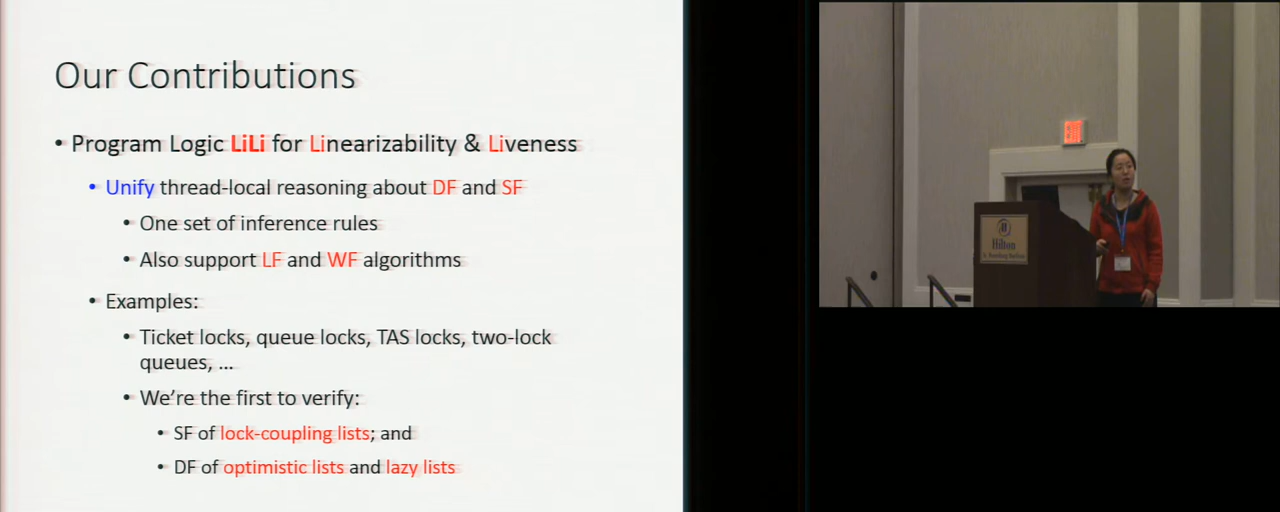 Our Contributions
• Program Logic LiLi for Linearizability & Liveness
• Unify thread-local reasoning about DF and SF
• One set of inference rules
• Also support LF and WF algorithms
• Examples:
• Ticket locks, queue locks, TAS locks, two-lock
queues, ...
• We're the first to verify:
• SF of lock-coupling lists; and
• DF of optimistic lists and lazy lists
Hilton